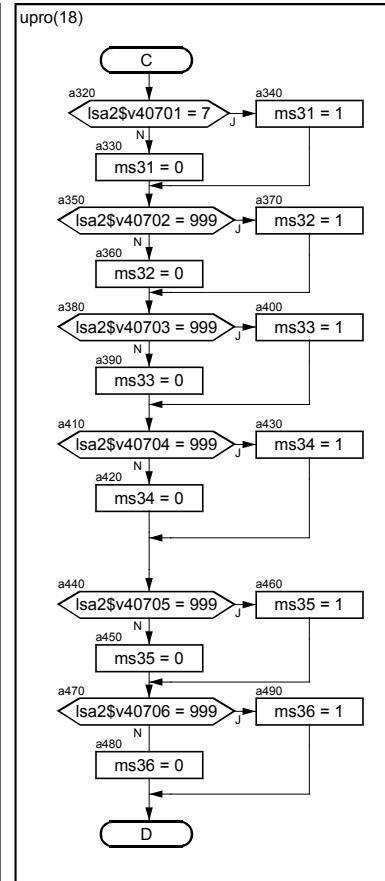 upro(18)
C
a320
lsa2$v40701 = 7
J
a340
ms31 = 1
N
a330
ms31 = 0
a350
lsa2$v40702 = 999
J
a370
ms32 = 1
N
a360
ms32 = 0
a380
lsa2$v40703 = 999
J
a400
ms33 = 1
N
a390
ms33 = 0
a410
lsa2$v40704 = 999
J
a430
ms34 = 1
N
a420
ms34 = 0
a440
lsa2$v40705 = 999
J
a460
ms35 = 1
N
a450
ms35 = 0
a470
lsa2$v40706 = 999
J
a490
ms36 = 1
N
a480
ms36 = 0
D